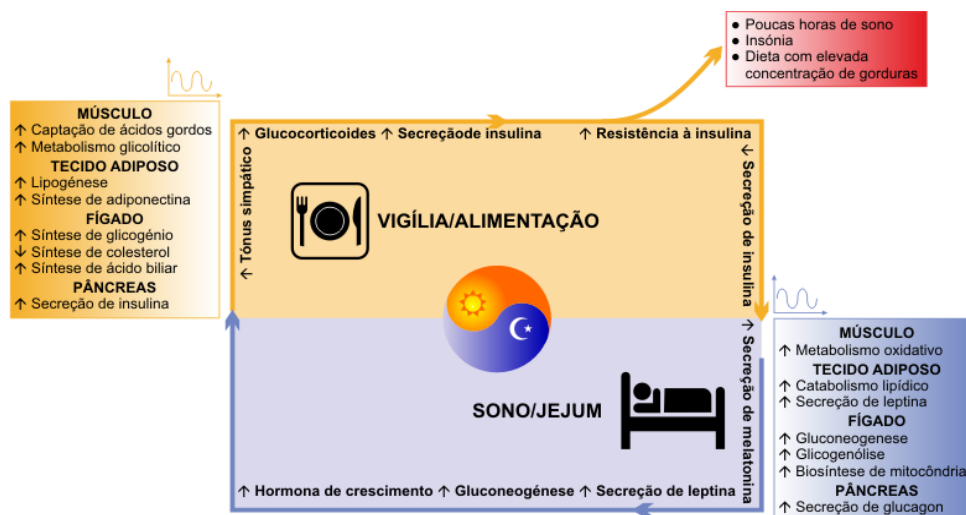 ● Poucas horas de sono
● Insónia
● Dieta com elevada
concentração de gorduras
MÚSCULO
↑ Captação de ácidos gordos
↑ Metabolismo glicolítico
TECIDO ADIPOSO
↑ Lipogénese
↑ Síntese de adiponectina
FÍGADO
↑ Síntese de glicogénio
↓ Síntese de colesterol
↑ Síntese de ácido biliar
PÂNCREAS
↑ Secreção de insulina
↑ Glucocorticoides ↑ Secreçãode insulina ↑ Resistência à insulina
↑ Tónus simpático
↓ Secreção de insulina
VIGÍLIA/ALIMENTAÇÃO
SONO/JEJUM
↑ Secreção de melatonina
↑ Hormona de crescimento ↑ Gluconeogénese ↑ Secreção de leptina
MÚSCULO
↑ Metabolismo oxidativo
TECIDO ADIPOSO
↑ Catabolismo lipídico
↑ Secreção de leptina
FÍGADO
↑ Gluconeogenese
↑ Glicogenólise
↑ Biosíntese de mitocôndria
PÂNCREAS
↑ Secreção de glucagon